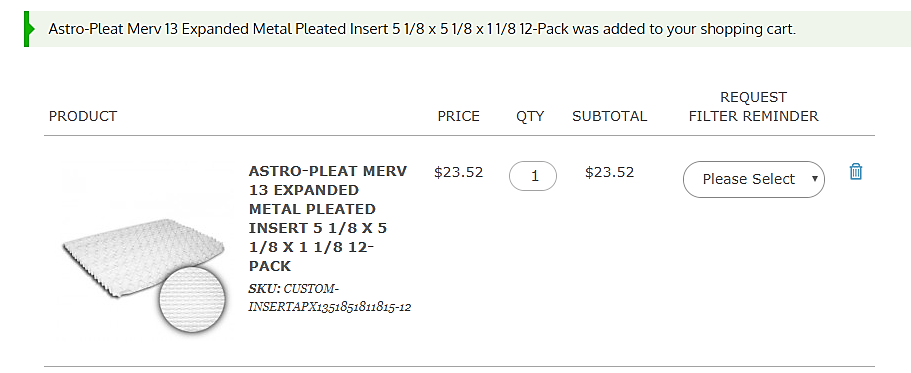 Astro-Pleat Merv 13 Expanded Metal Pleated Insert 5 1/8 x 5 1/8 x 1 1/8 12-Pack was added to your shopping cart.
PRODUCT PRICE QTY SUBTOTAL REQUEST
FILTER REMINDER
ASTRO-PLEAT MERV
13 EXPANDED
METAL PLEATED
INSERT 5 1/8 X 5
1/8 X 1 1/8 12-
PACK
SKU: CUSTOM-
INSERTAPX1351851811815-12
$23.52 1 $23.52 Please Select